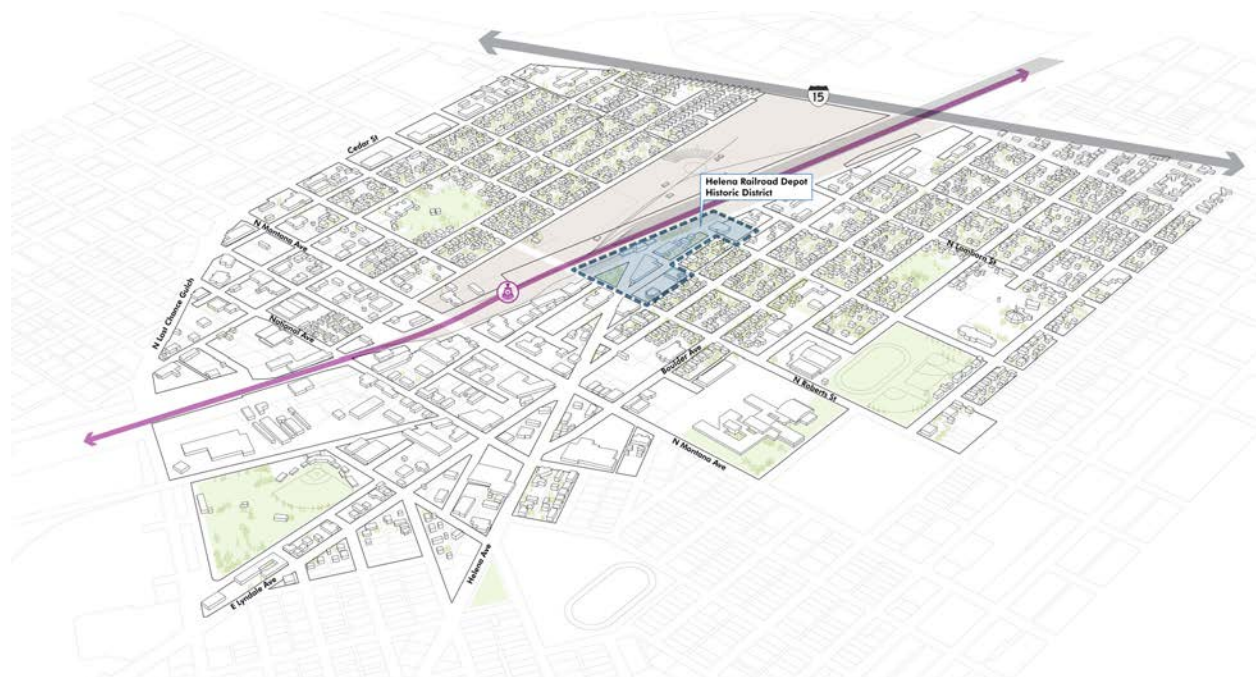 15
Cedar St
Helena Railroad Depot
Historic District
N Montana Ave
N Lamborn St
N Last Chance Gulch
National Ave
Boulder Ave
N Roberts St
N Montana Ave
Helena Ave
E Lyndale Ave